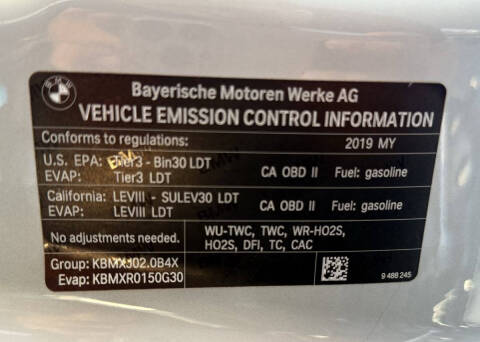 BMW
Bayerische Motoren Werke AG
VEHICLE EMISSION CONTROL INFORMATION
Conforms to regulations: 2019 MY
U.S. EPA: Tier3 - Bin30 LDT
EVAP: Tier3 LDT
CA OBD II Fuel: gasoline
California: LEVIII - SULEV30 LDT
EVAP: LEVIII LDT
CA OBD II Fuel: gasoline
No adjustments needed.
WU-TWC, TWC, WR-HO2S,
HO2S, DFI, TC, CAC
Group: KBMXJ02.0B4X
Evap: KBMXR0150G30
9 488 245